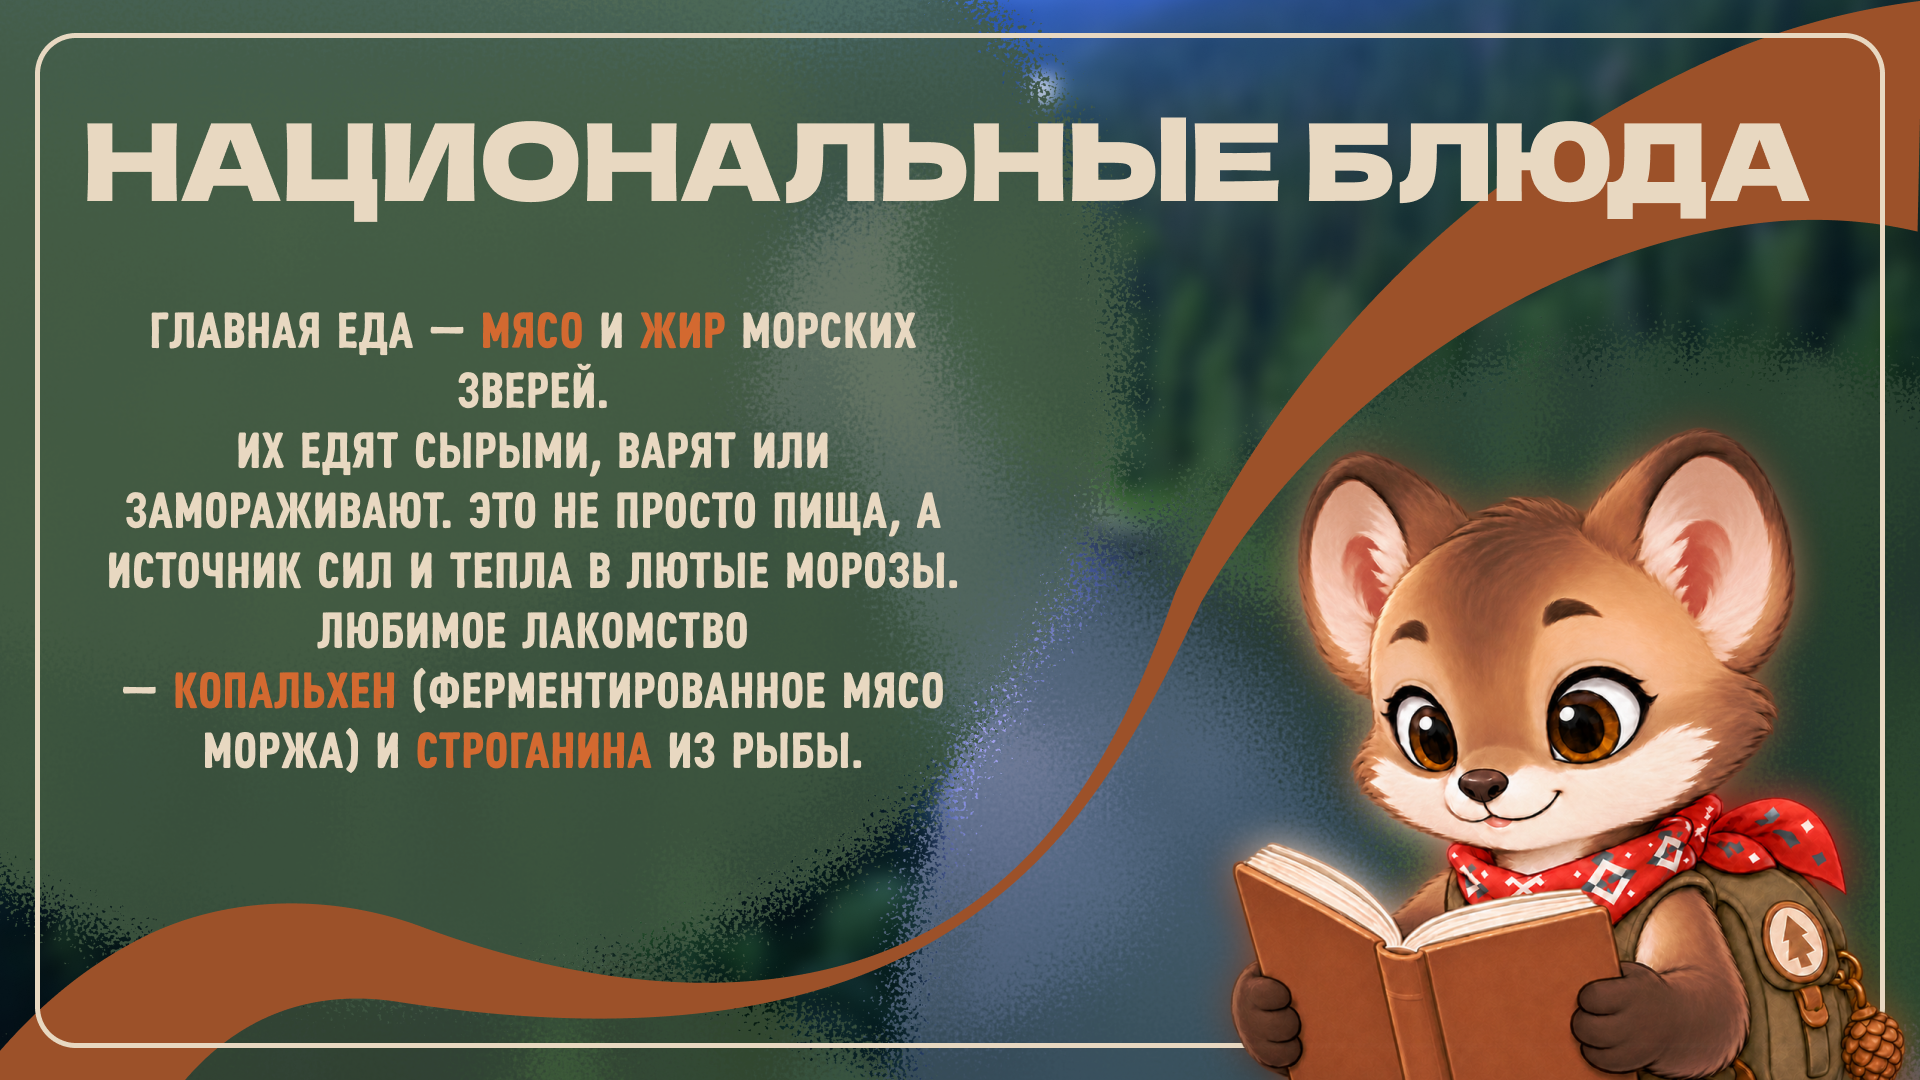 НАЦИОНАЛЬНЫЕ БЛЮДА
ГЛАВНАЯ ЕДА — МЯСО И ЖИР МОРСКИХ
ЗВЕРЕЙ.
ИХ ЕДЯТ СЫРЫМИ, ВАРЯТ ИЛИ
ЗАМОРАЖИВАЮТ. ЭТО НЕ ПРОСТО ПИЩА, А
ИСТОЧНИК СИЛ И ТЕПЛА В ЛЮТЫЕ МОРОЗЫ.
ЛЮБИМОЕ ЛАКОМСТВО
— КОПАЛЬХЕН (ФЕРМЕНТИРОВАННОЕ МЯСО
МОРЖА) И СТРОГАНИНА ИЗ РЫБЫ.